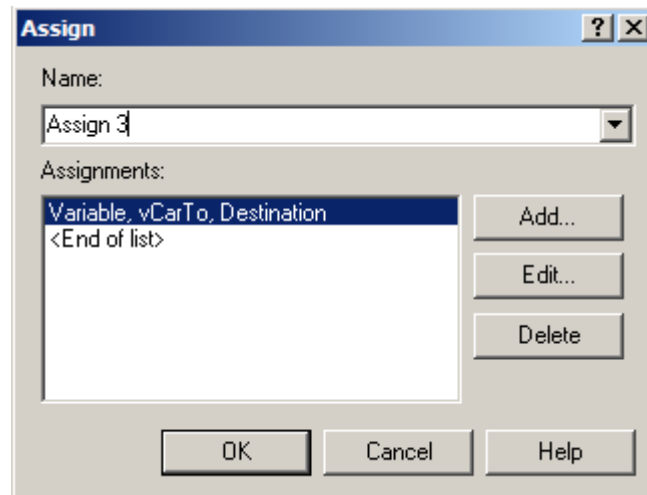 Assign
Name:
Assign 3
Assignments:
Variable, vCarTo, Destination
<End of list>
Add...
Edit...
Delete
OK
Cancel
Help